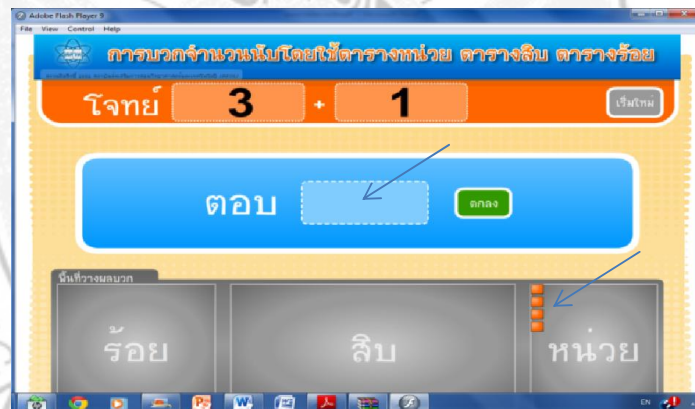 Adobe Flash Player 9
File View Control Help
การบวกจำนวนนับโดยใช้ตารางหน่วย ตารางสิบ ตารางร้อย
โจทย์ 3 + 1 เริ่มใหม่
ตอบ ตกลง
พื้นที่วางผลบวก
ร้อย สิบ หน่วย
EN